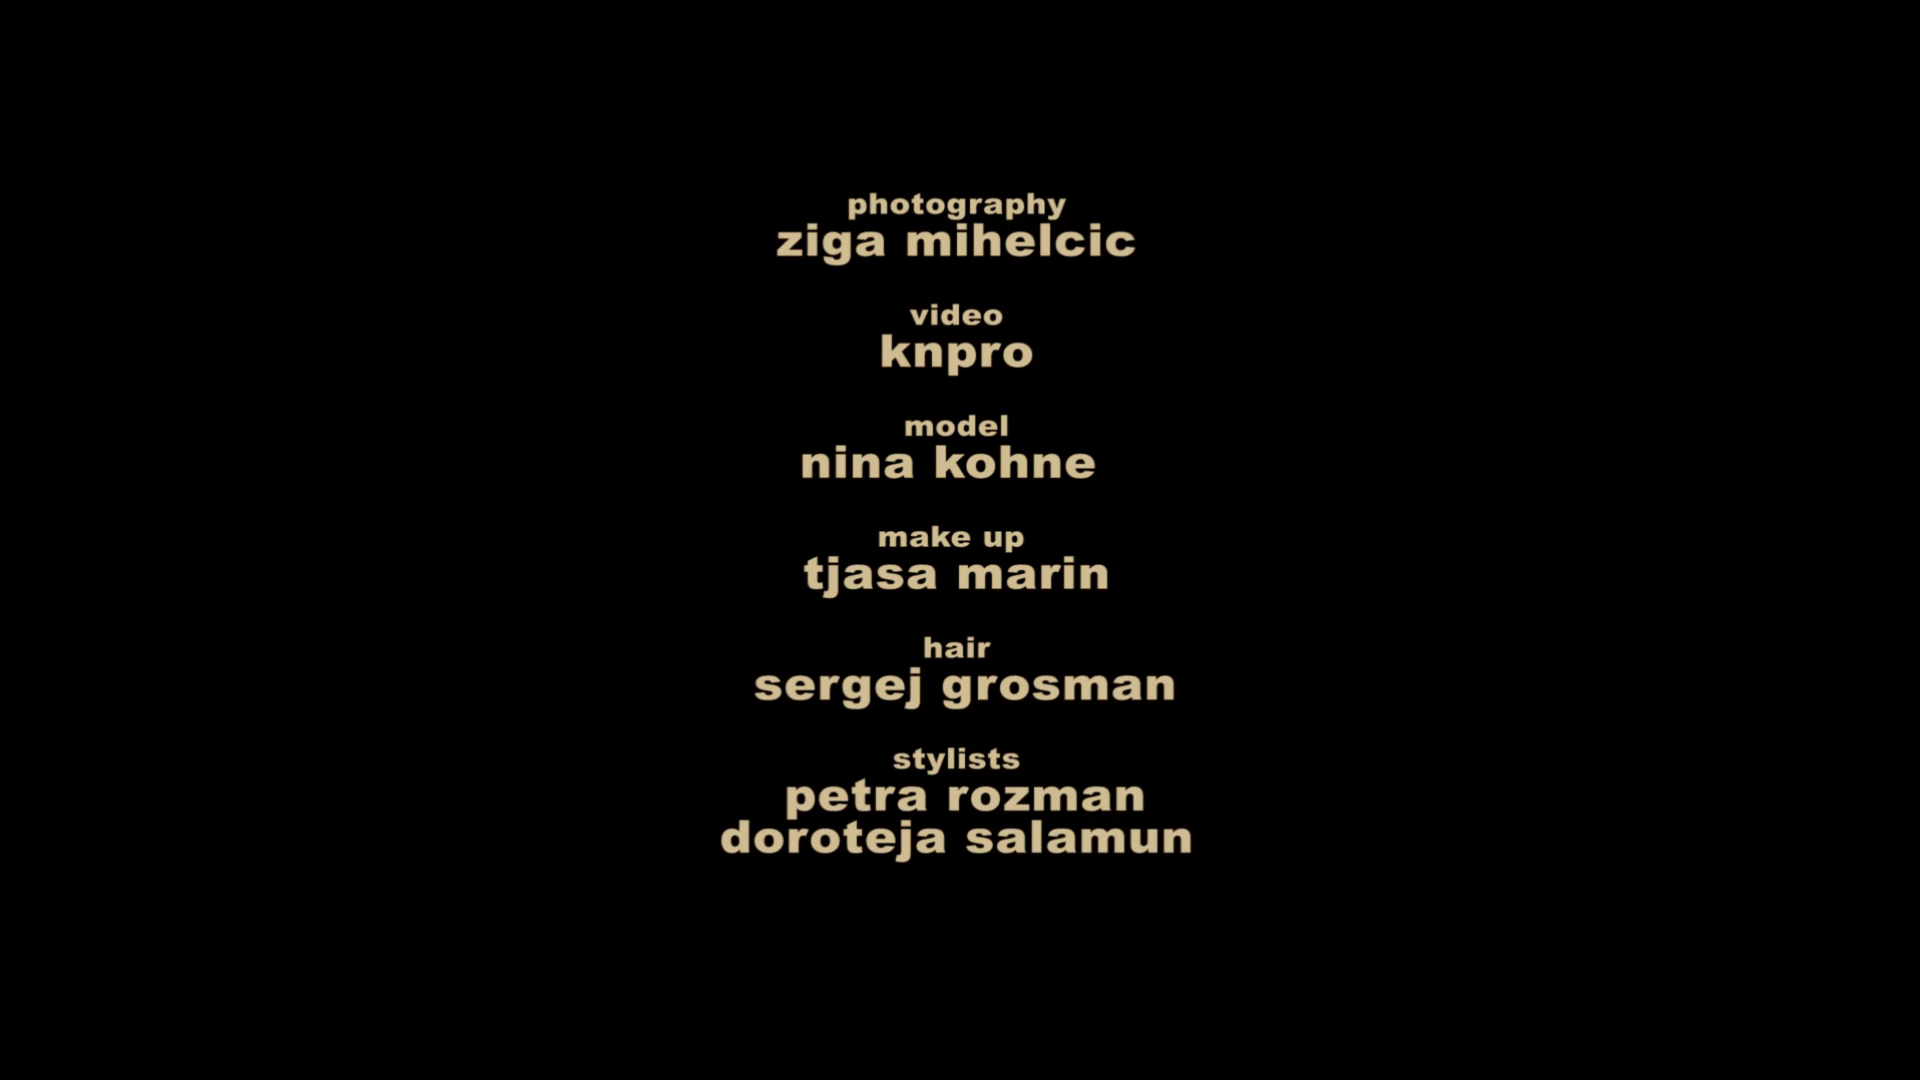 photography
ziga mihelcic
video
knpro
model
nina kohne
make up
tjasa marin
hair
sergej grosman
stylists
petra rozman
doroteja salamun